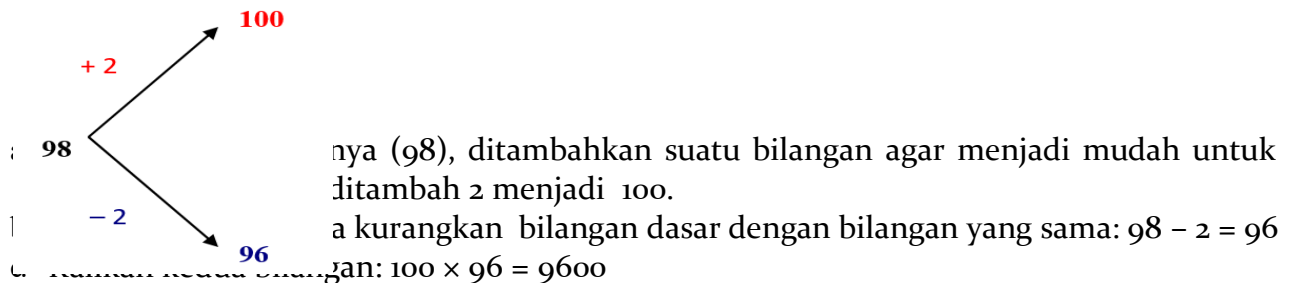 100
+ 2
98
nya (98), ditambahkan suatu bilangan agar menjadi mudah untuk
ditambah 2 menjadi 100.
− 2
a kurangkan bilangan dasar dengan bilangan yang sama: 98 – 2 = 96
96
gan: 100 × 96 = 9600